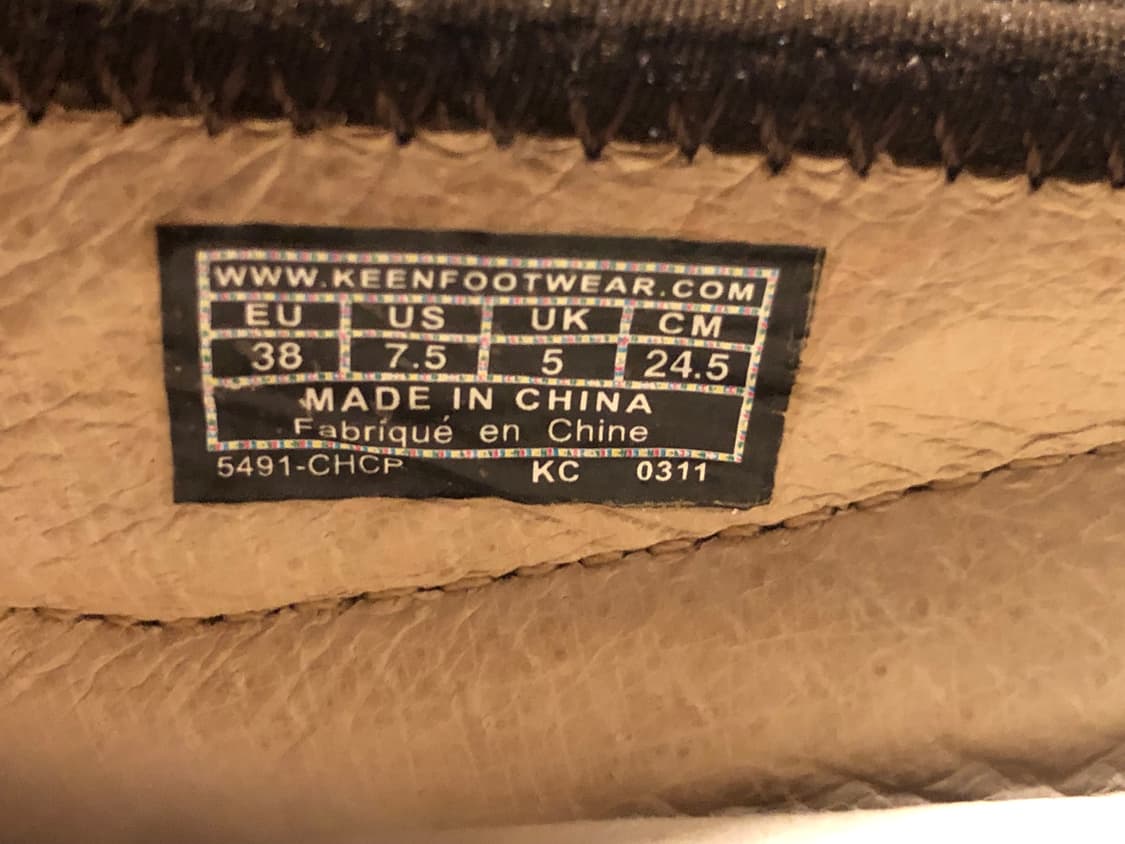 WWW.KEENFOOTWEAR.COM
EU US UK CM
38 7.5 5 24.5
MADE IN CHINA
Fabriqué en Chine
5491-CHCP KC 0311